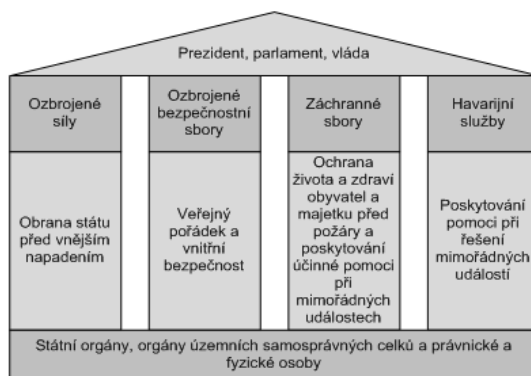 Prezident, parlament, vláda
Ozbrojené
síly
Ozbrojené
bezpečnostní
sbory
Záchranné
sbory
Havarijní
služby
Obrana státu
před vnějším
napadením
Veřejný
pořádek a
vnitřní
bezpečnost
Ochrana
života a zdraví
obyvatel a
majetku před
požáry a
poskytování
účinné pomoci
při
mimořádných
událostech
Poskytování
pomoci při
řešení
mimořádných
událostí
Státní orgány, orgány územních samosprávných celků a právnické a
fyzické osoby